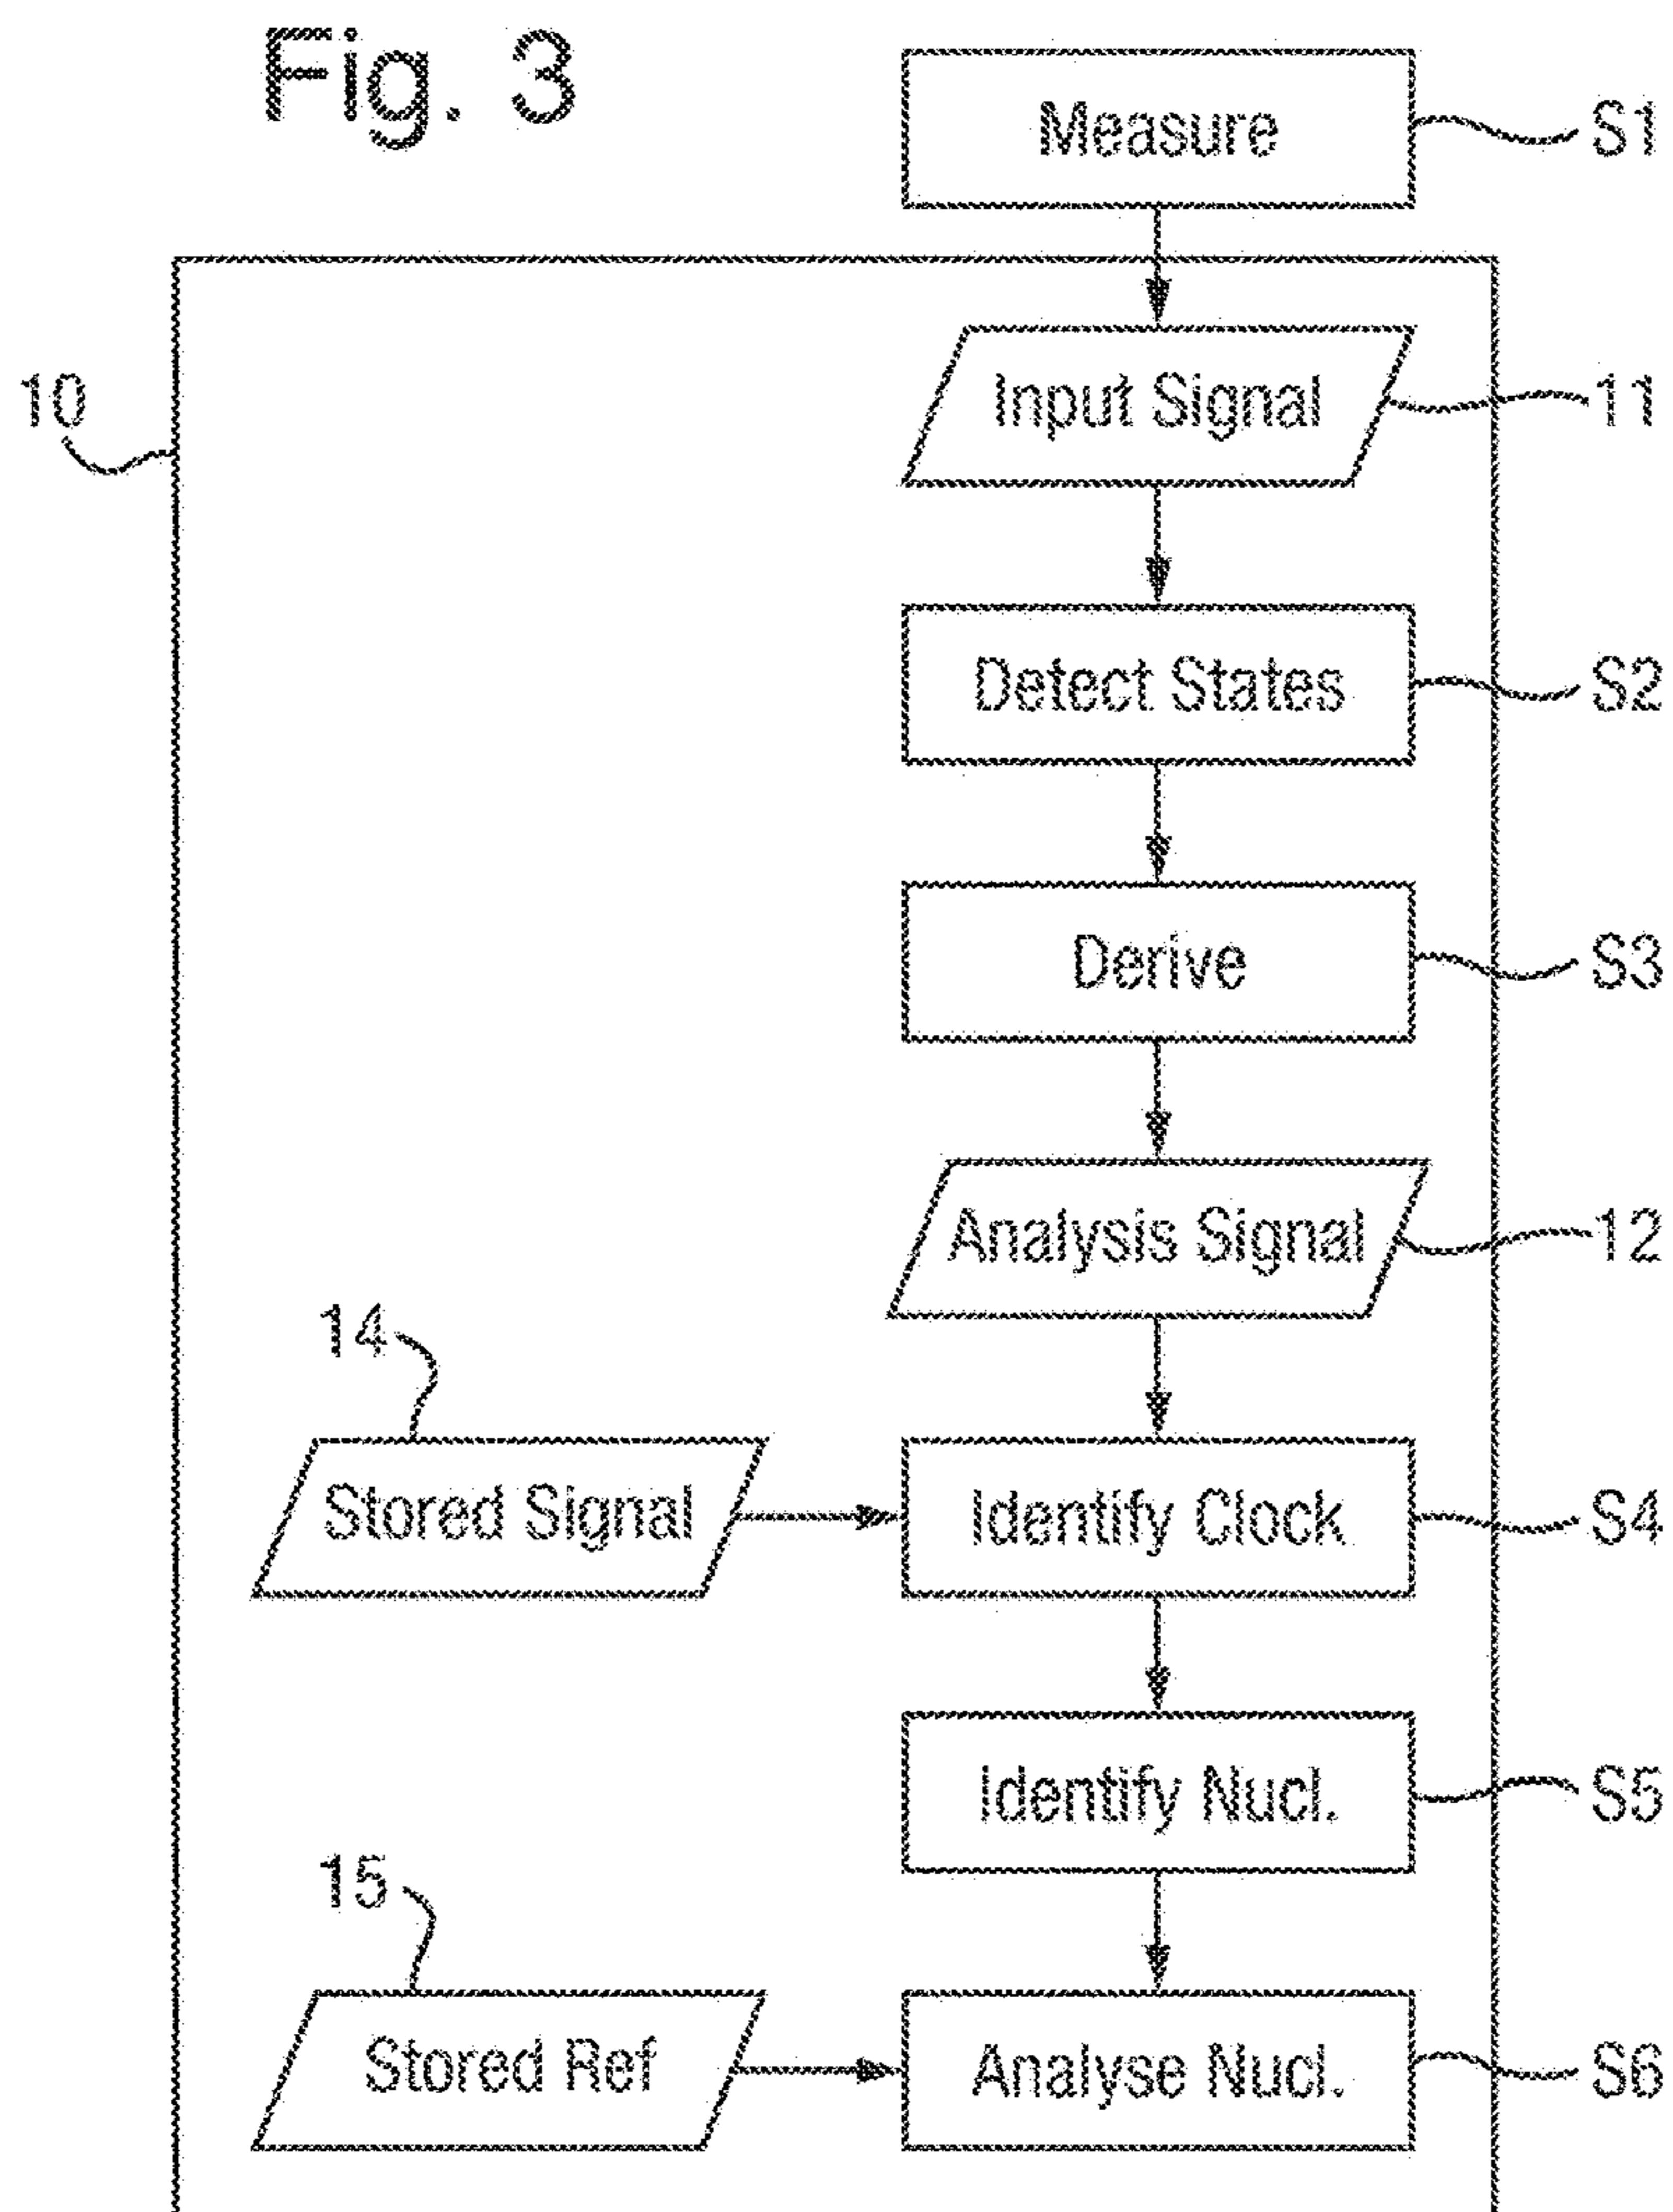 Fig. 3
Measure
S1
10
Input Signal
11
Detect States
S2
Derive
S3
Analysis Signal
12
14
Stored Signal
Identify Clock
S4
Identify Nucl.
S5
15
Stored Ref
Analyse Nucl.
S6